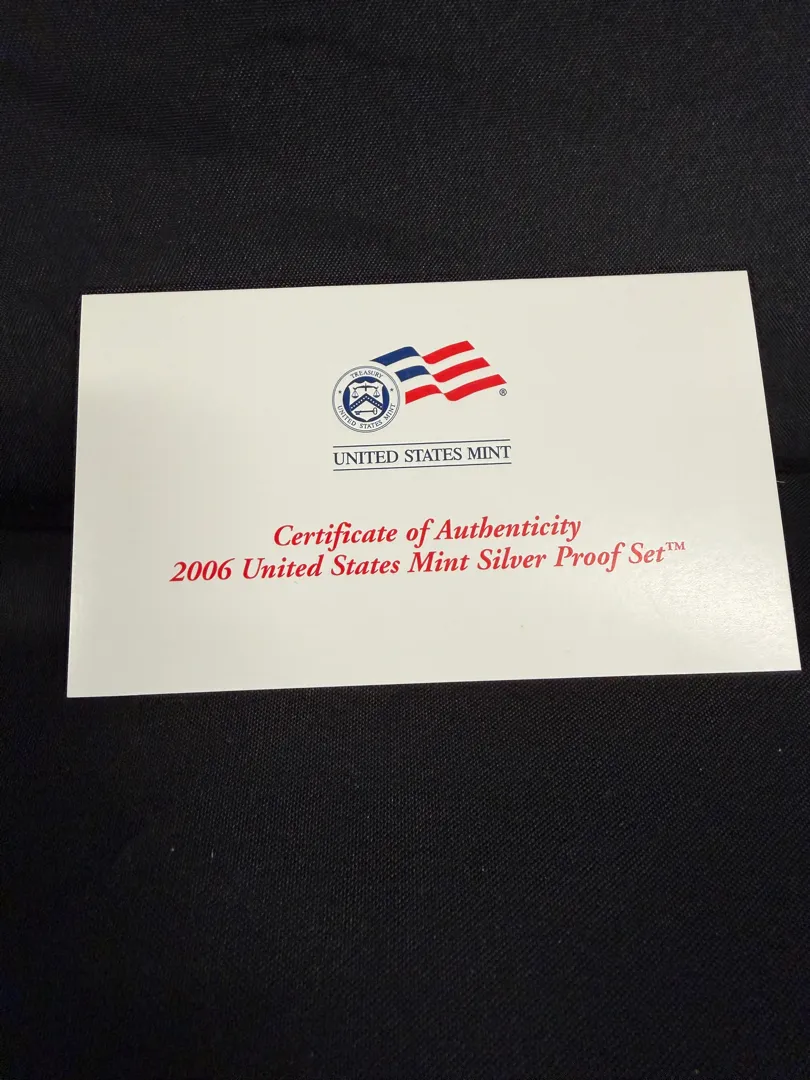 TREASURY
UNITED STATES MINT
®
UNITED STATES MINT
Certificate of Authenticity
2006 United States Mint Silver Proof Set™